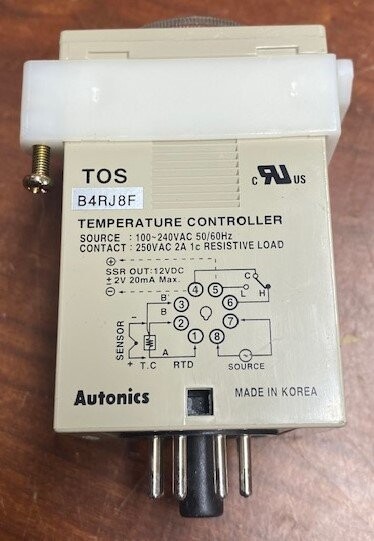 TOS
B4RJ8F
C RU US
TEMPERATURE CONTROLLER
SOURCE : 100~240VAC 50/60Hz
CONTACT : 250VAC 2A 1c RESISTIVE LOAD
⊕
SSR OUT:12VDC
±2V 20mA Max.
⊖
C
L H
4 5
B 3 6
B 2 7
1 8
SENSOR
- +
T.C
A
RTD
SOURCE
Autonics
MADE IN KOREA